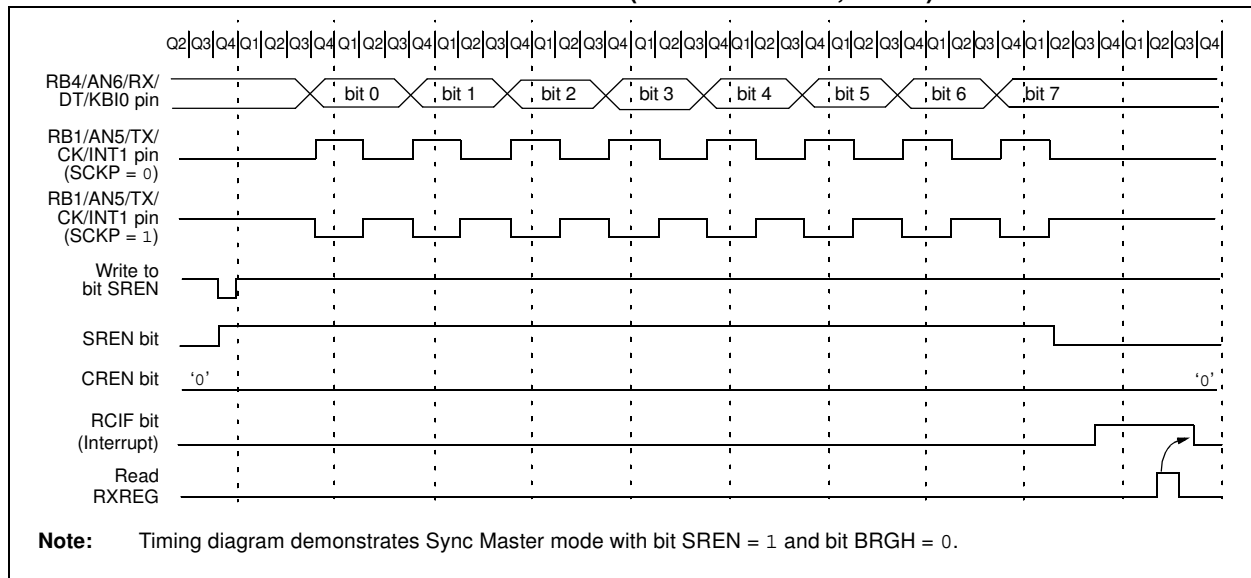 Q2|Q3|Q4|Q1|Q2|Q3|Q4|Q1|Q2|Q3|Q4|Q1|Q2|Q3|Q4|Q1|Q2|Q3|Q4|Q1|Q2|Q3|Q4|Q1|Q2|Q3|Q4|Q1|Q2|Q3|Q4|Q1|Q2|Q3|Q4|Q1|Q2|Q3|Q4|Q1|Q2|Q3|Q4
RB4/AN6/RX/
DT/KBI0 pin
bit 0 bit 1 bit 2 bit 3 bit 4 bit 5 bit 6 bit 7
RB1/AN5/TX/
CK/INT1 pin
(SCKP = 0)
RB1/AN5/TX/
CK/INT1 pin
(SCKP = 1)
Write to
bit SREN
SREN bit
CREN bit '0' '0'
RCIF bit
(Interrupt)
Read
RXREG
Note: Timing diagram demonstrates Sync Master mode with bit SREN = 1 and bit BRGH = 0.